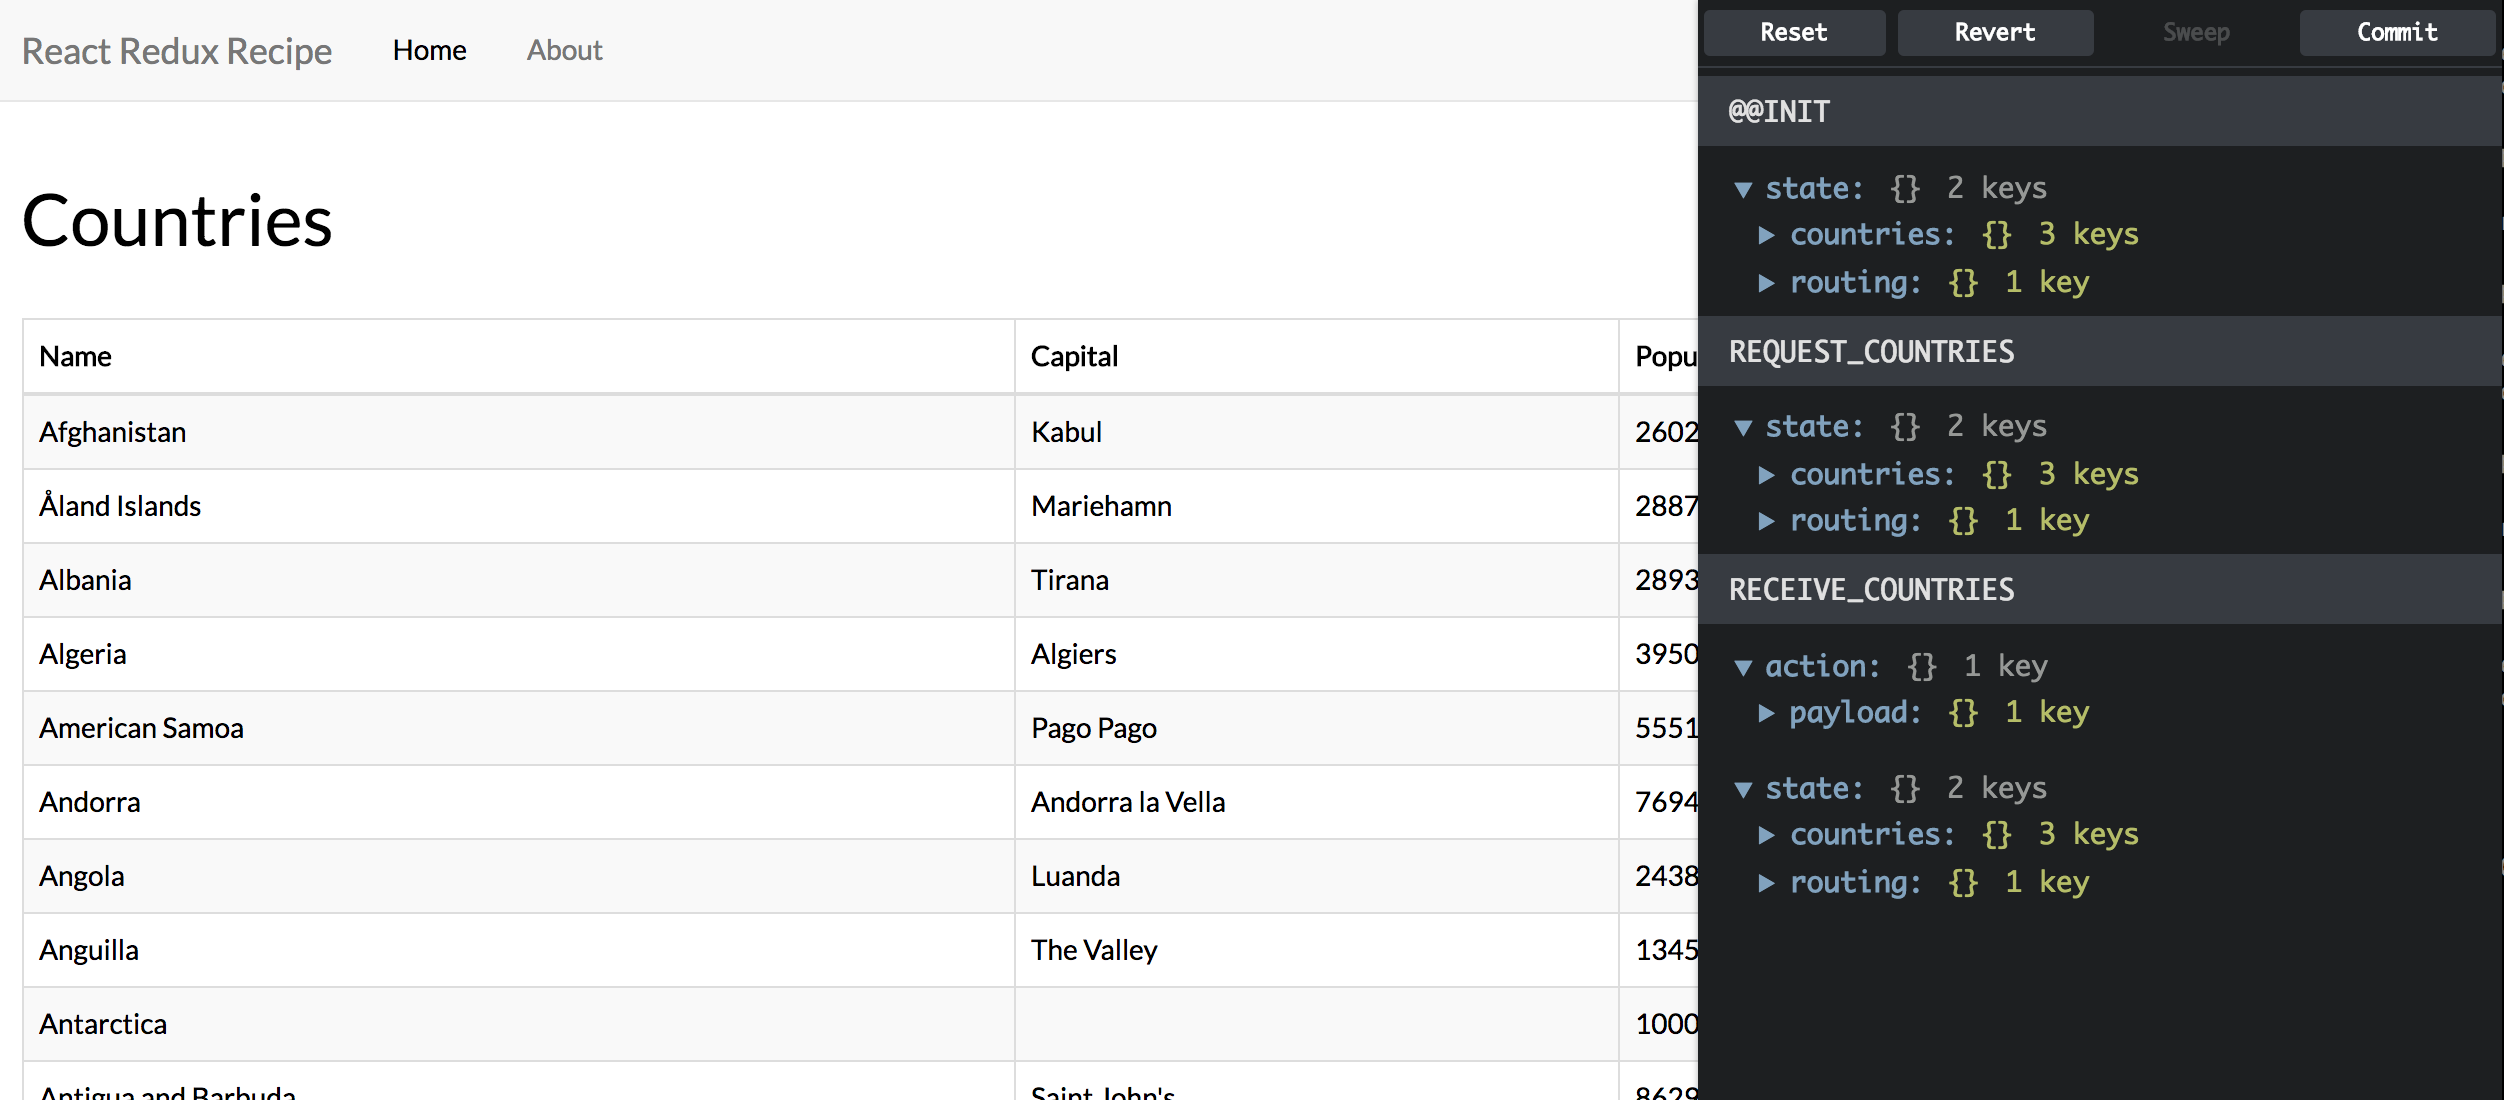 React Redux Recipe Home About
Countries
Name Capital Popu
Afghanistan Kabul 2602
Åland Islands Mariehamn 2887
Albania Tirana 2893
Algeria Algiers 3950
American Samoa Pago Pago 5551
Andorra Andorra la Vella 7694
Angola Luanda 2438
Anguilla The Valley 1345
Antarctica 1000
Antigua and Barbuda Saint John's 8629
Reset Revert Sweep Commit
@@INIT
▼ state: {} 2 keys
▶ countries: {} 3 keys
▶ routing: {} 1 key
REQUEST_COUNTRIES
▼ state: {} 2 keys
▶ countries: {} 3 keys
▶ routing: {} 1 key
RECEIVE_COUNTRIES
▼ action: {} 1 key
▶ payload: {} 1 key
▼ state: {} 2 keys
▶ countries: {} 3 keys
▶ routing: {} 1 key